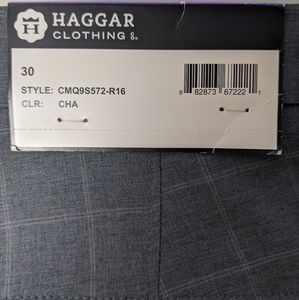 H
HAGGAR
CLOTHING Co.
30
STYLE: CMQ9S572-R16
CLR: CHA
8 82873 67222 1